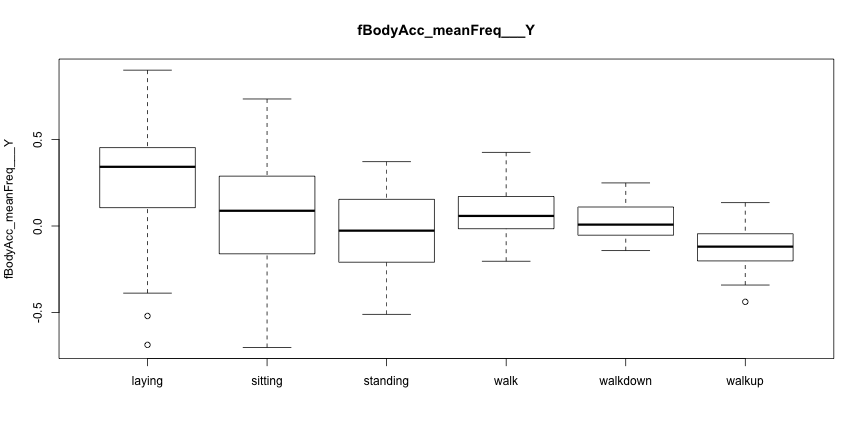 fBodyAcc_meanFreq___Y
fBodyAcc_meanFreq___Y
0.5
0.0
-0.5
laying sitting standing walk walkdown walkup